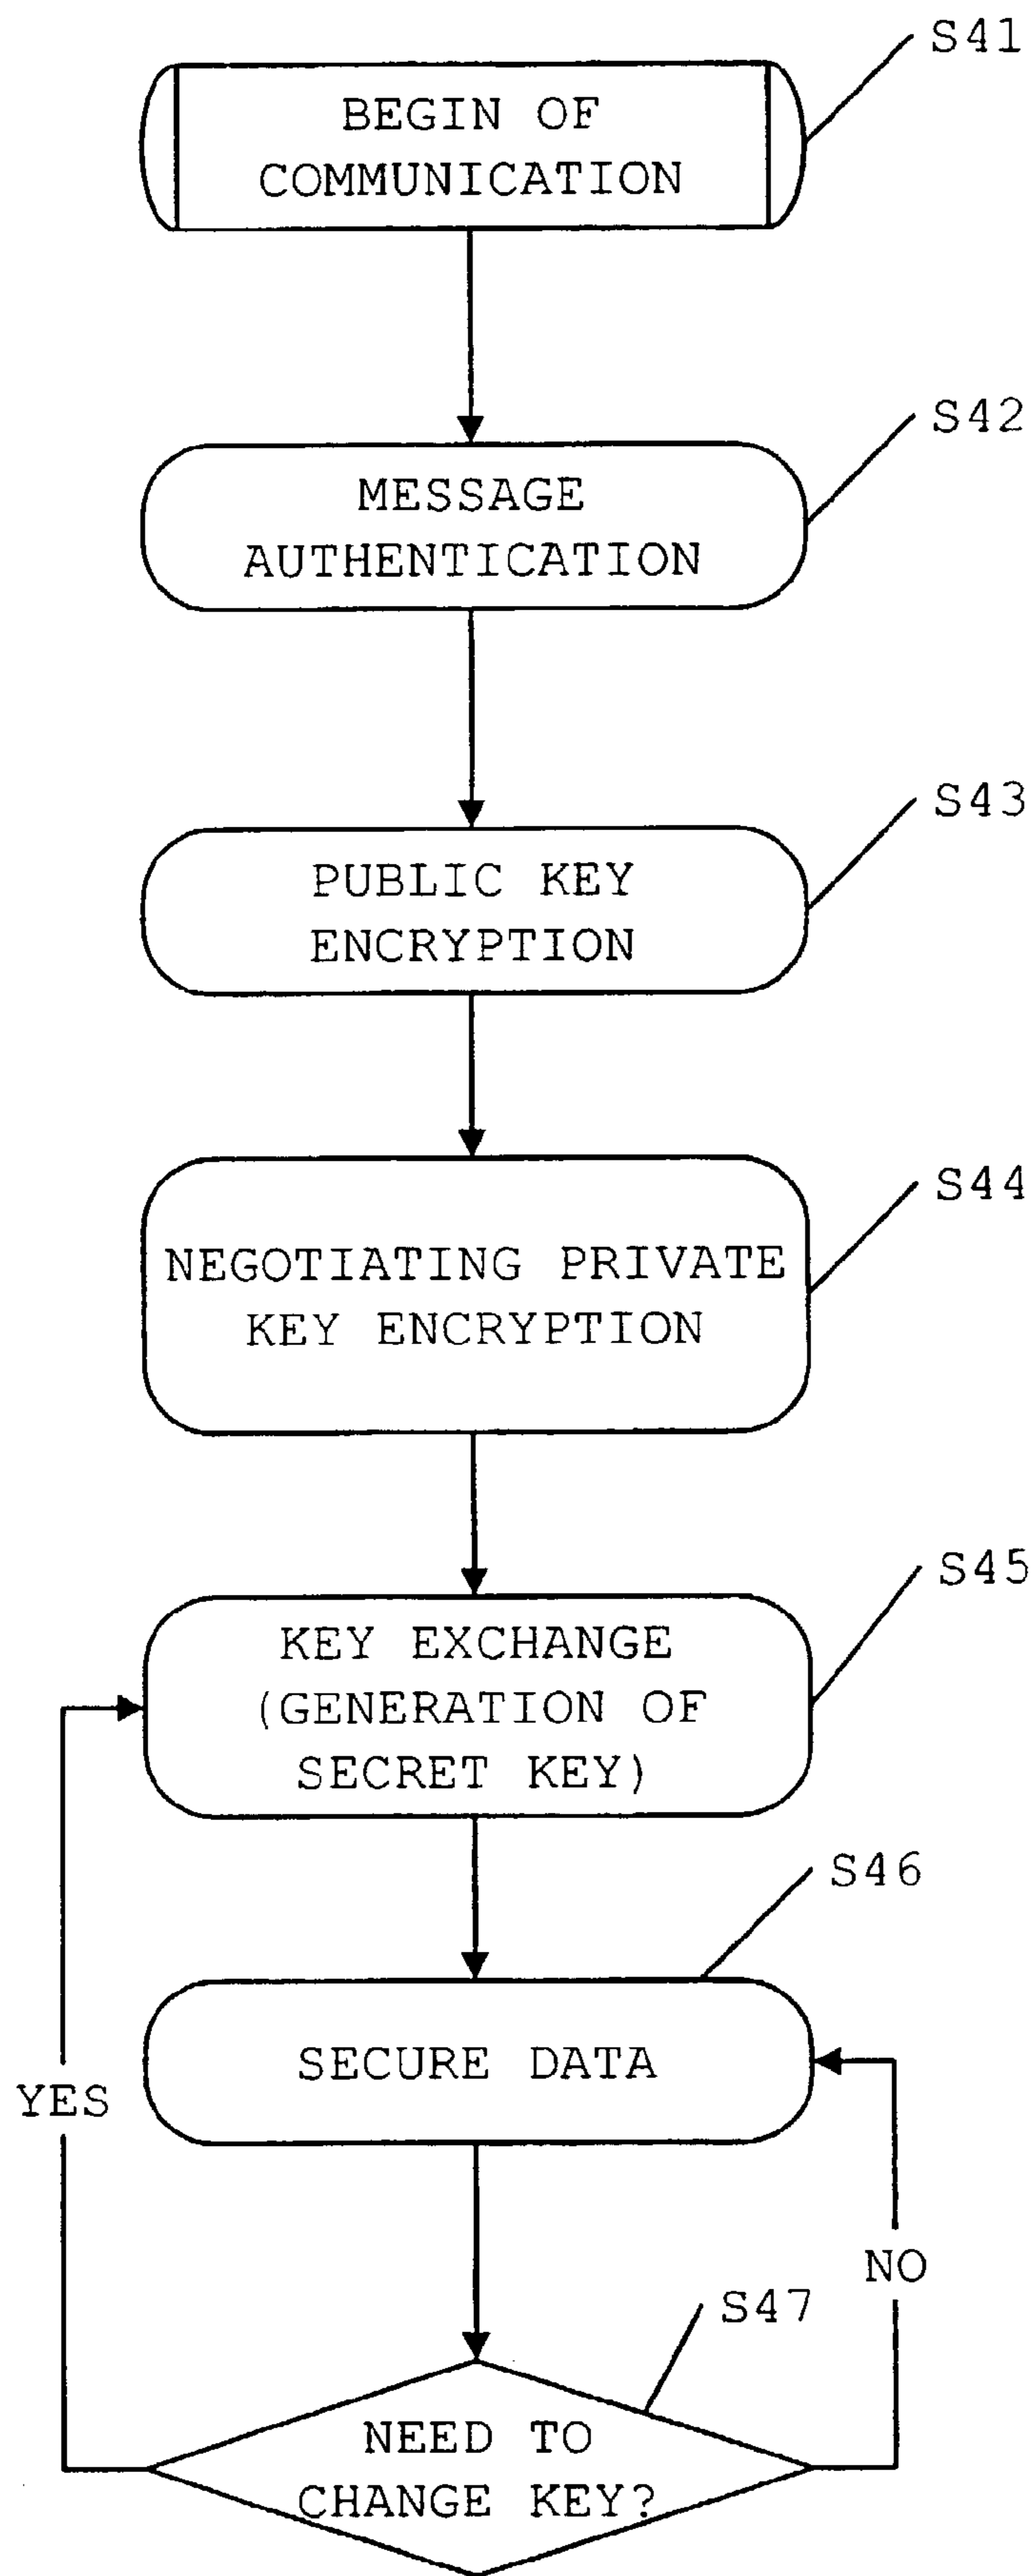 S41
BEGIN OF
COMMUNICATION
S42
MESSAGE
AUTHENTICATION
S43
PUBLIC KEY
ENCRYPTION
S44
NEGOTIATING PRIVATE
KEY ENCRYPTION
S45
KEY EXCHANGE
(GENERATION OF
SECRET KEY)
S46
SECURE DATA
YES
NO
S47
NEED TO
CHANGE KEY?